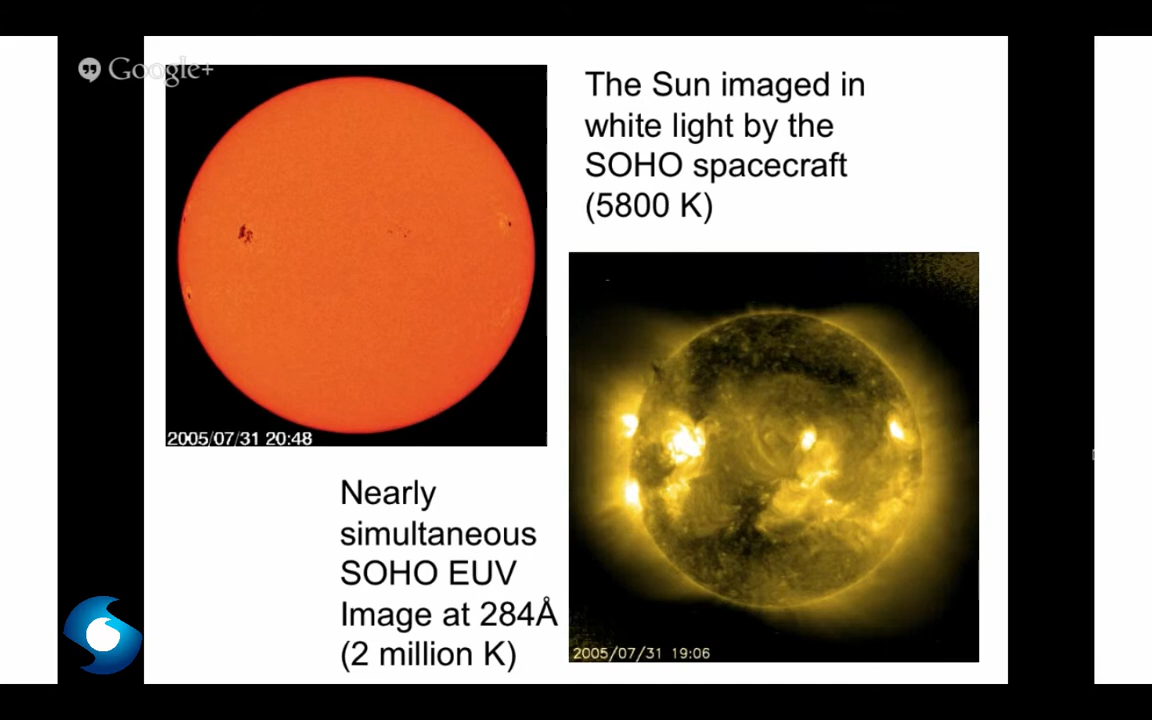 Google+
The Sun imaged in
white light by the
SOHO spacecraft
(5800 K)
2005/07/31 20:48
Nearly
simultaneous
SOHO EUV
Image at 284Å
(2 million K)
2005/07/31 19:06